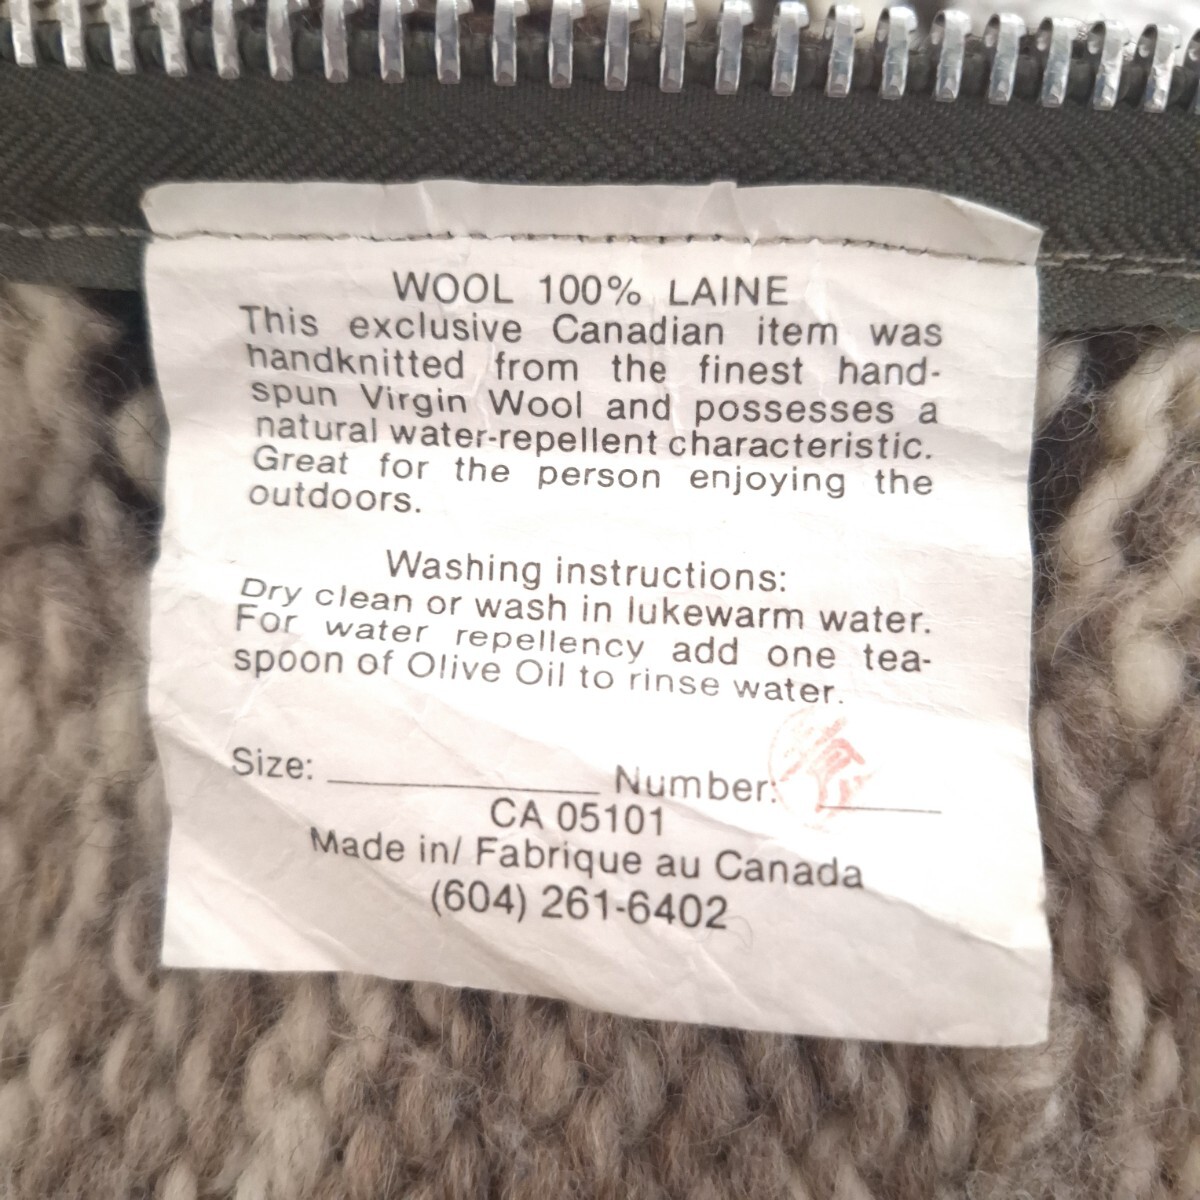 WOOL 100% LAINE
This exclusive Canadian item was
handknitted from the finest hand-
spun Virgin Wool and possesses a
natural water-repellent characteristic.
Great for the person enjoying the
outdoors.
Washing instructions:
Dry clean or wash in lukewarm water.
For water repellency add one tea-
spoon of Olive Oil to rinse water.
Size: ____________ Number: ______
CA 05101
Made in/ Fabrique au Canada
(604) 261-6402